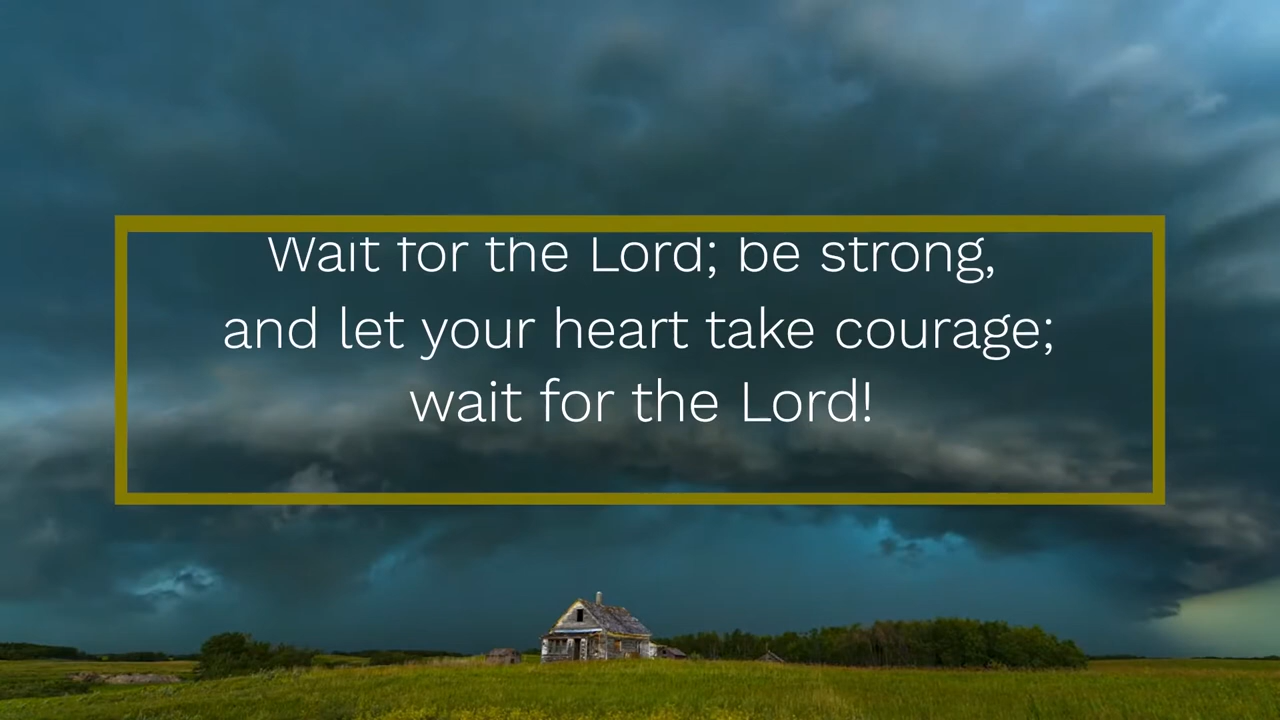 Wait for the Lord; be strong,
and let your heart take courage;
wait for the Lord!